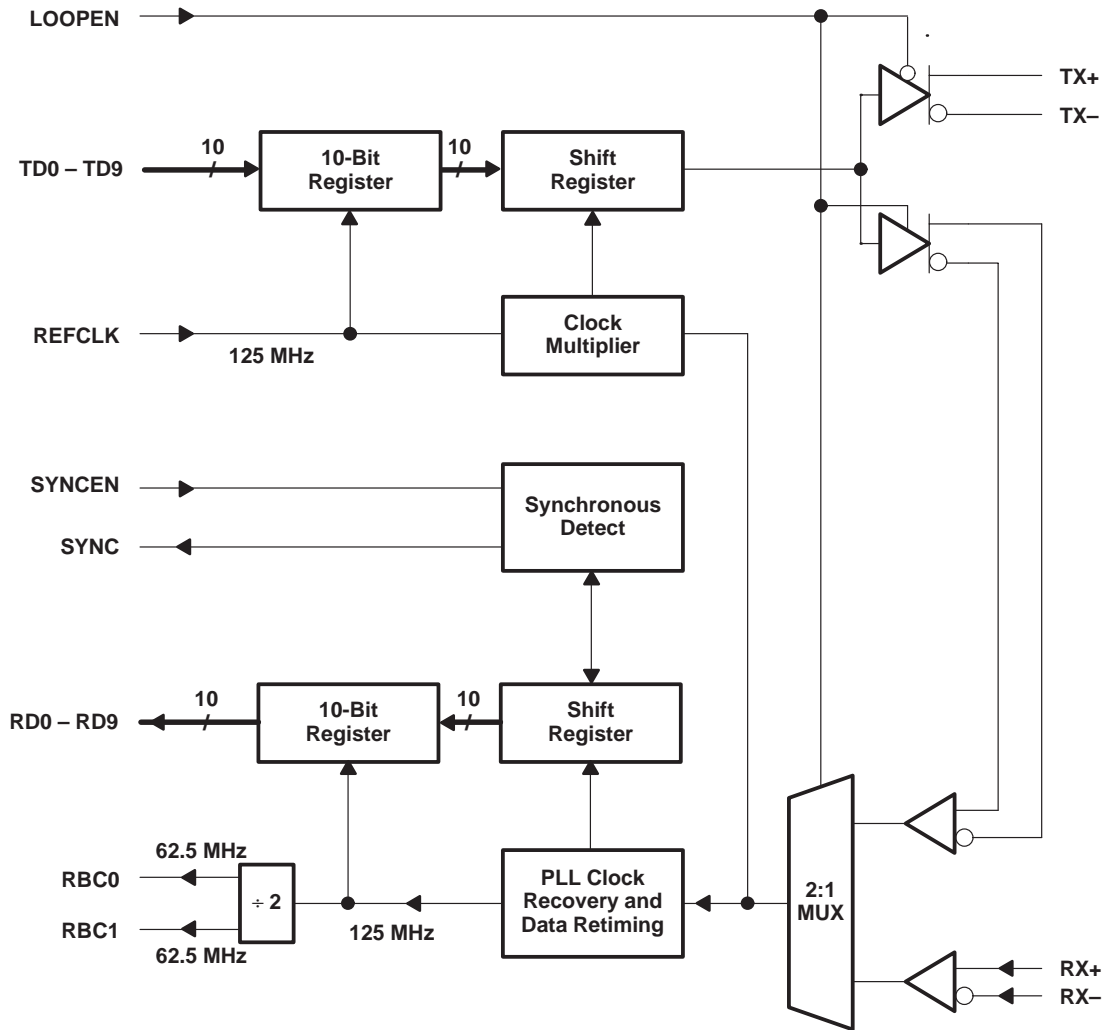 LOOPEN
TX+
TX–
TD0 – TD9
10
10-Bit
Register
10
Shift
Register
REFCLK
125 MHz
Clock
Multiplier
SYNCEN
SYNC
Synchronous
Detect
RD0 – RD9
10
10-Bit
Register
10
Shift
Register
RBC0
62.5 MHz
RBC1
62.5 MHz
÷ 2
125 MHz
PLL Clock
Recovery and
Data Retiming
2:1
MUX
RX+
RX–